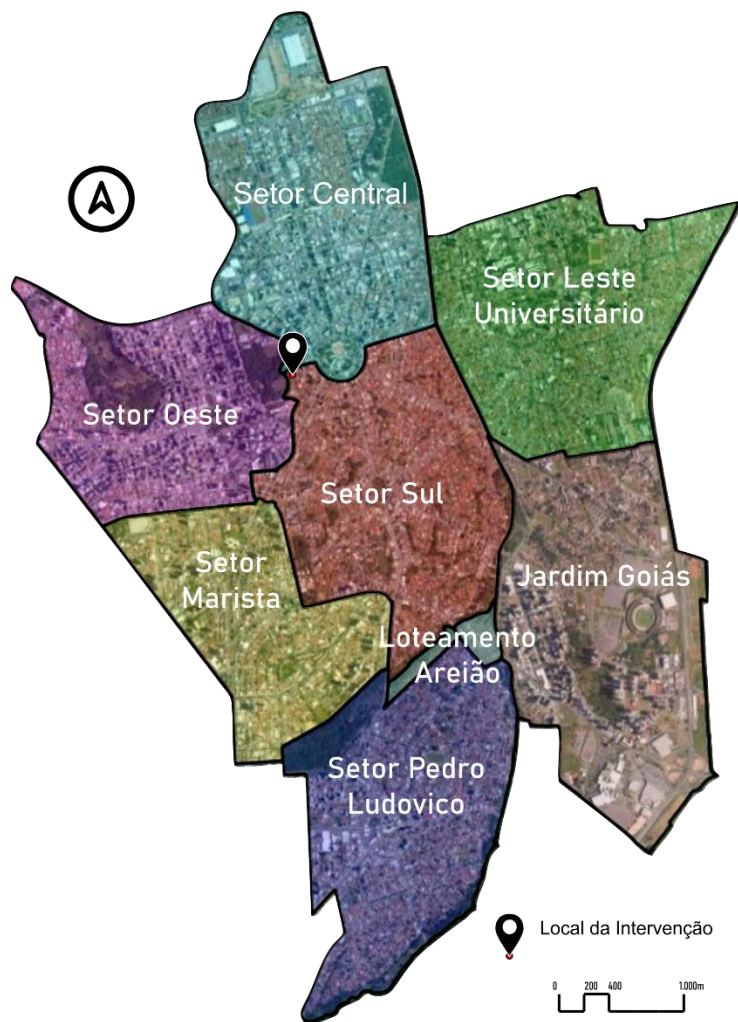 Setor Central
Setor Leste
Universitário
Setor Oeste
Setor Sul
Setor
Marista
Jardim Goiás
Loteamento
Areião
Setor Pedro
Ludovico
Local da Intervenção
0 200 400 1.000m